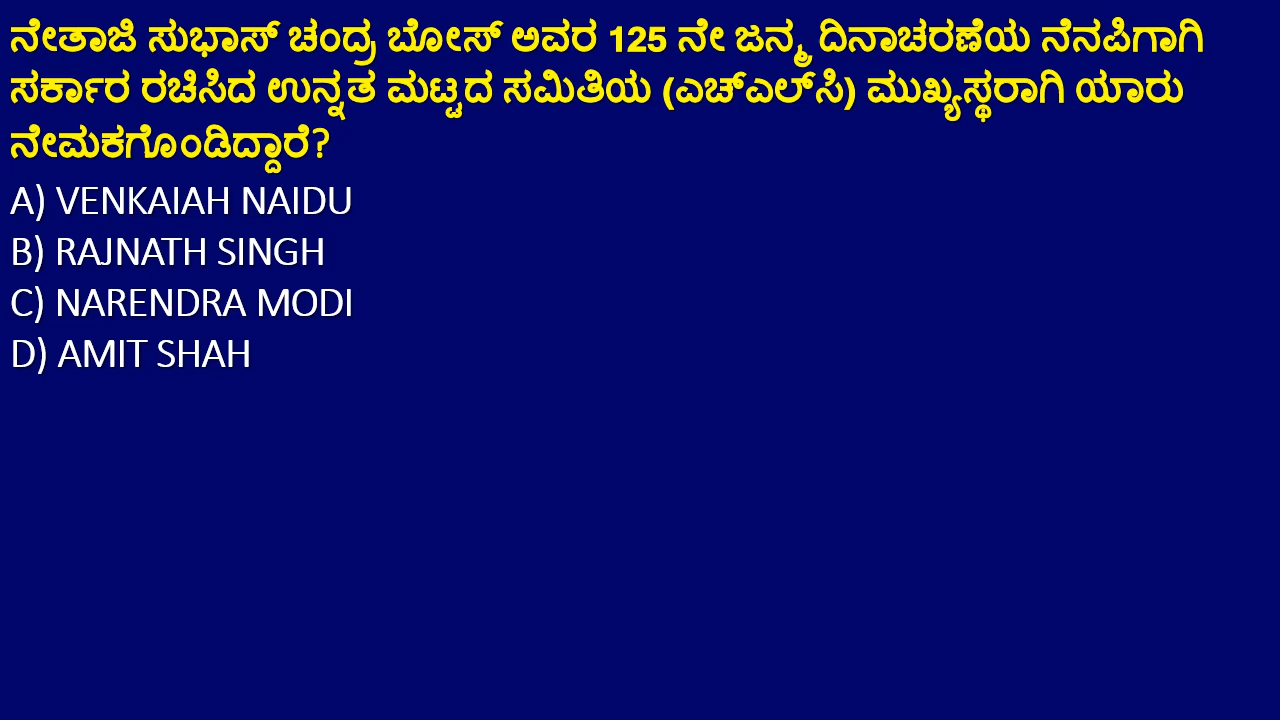 ನೇತಾಜಿ ಸುಭಾಸ್ ಚಂದ್ರ ಬೋಸ್ ಅವರ 125 ನೇ ಜನ್ಮ ದಿನಾಚರಣೆಯ ನೆನಪಿಗಾಗಿ
ಸರ್ಕಾರ ರಚಿಸಿದ ಉನ್ನತ ಮಟ್ಟದ ಸಮಿತಿಯ (ಎಚ್‌ಎಲ್‌ಸಿ) ಮುಖ್ಯಸ್ಥರಾಗಿ ಯಾರು
ನೇಮಕಗೊಂಡಿದ್ದಾರೆ?
A) VENKAIAH NAIDU
B) RAJNATH SINGH
C) NARENDRA MODI
D) AMIT SHAH